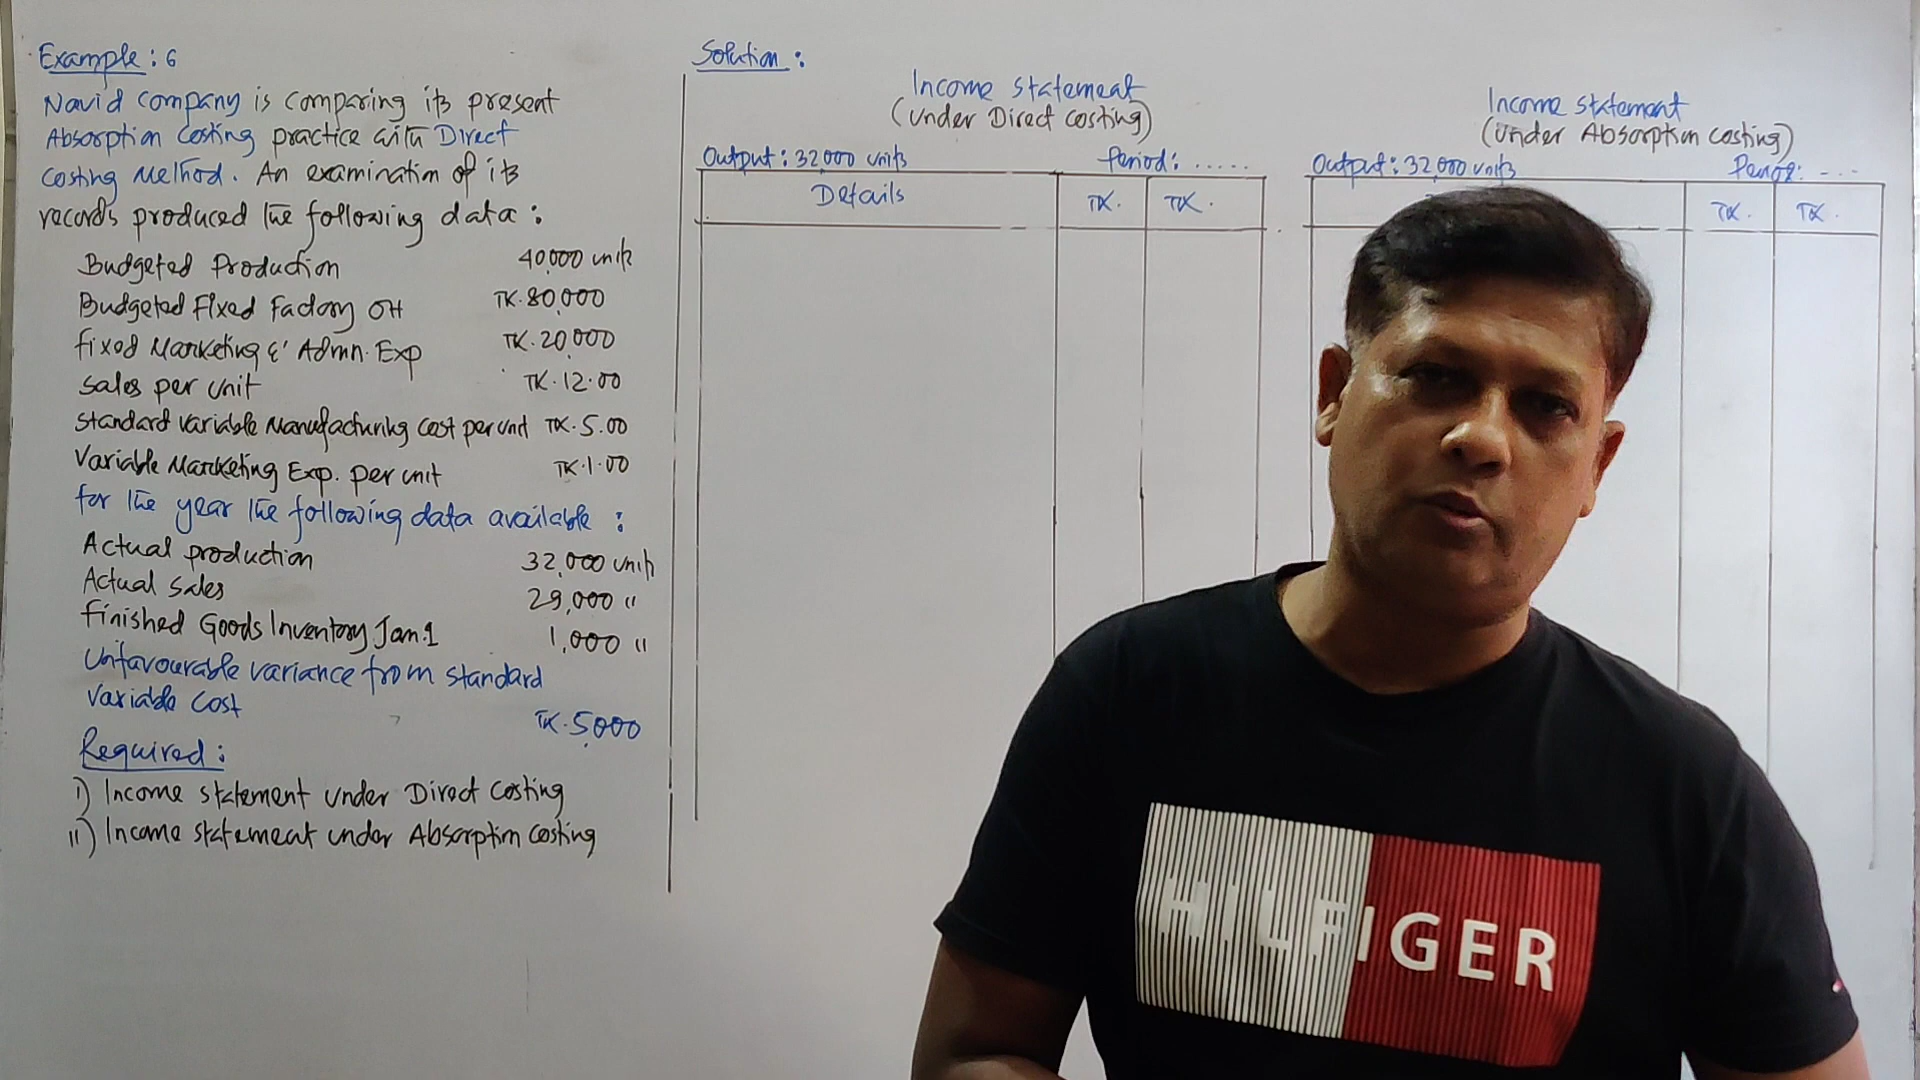 Example : 6
Navid company is comparing its present
Absorption Costing practice with Direct
Costing Method. An examination of its
records produced the following data :
Budgeted Production 40,000 units
Budgeted Fixed Factory OH TK. 80,000
fixed Marketing & Admn. Exp TK. 20,000
Sales per unit TK. 12.00
Standard Variable Manufacturing Cost per unit TK. 5.00
Variable Marketing Exp. per unit TK. 1.00
for the year the following data available :
Actual production 32,000 units
Actual Sales 29,000 "
Finished Goods Inventory Jan.1 1,000 "
Unfavourable variance from standard
Variable Cost TK. 5,000
Required :
i) Income statement under Direct Costing
ii) Income statement under Absorption Costing
Solution :
Income Statement
(Under Direct Costing)
Output : 32,000 units Period : .....
Details TK. TK.
Income Statement
(Under Absorption Costing)
Output : 32,000 units Period : ...
TK. TK.
HILFIGER